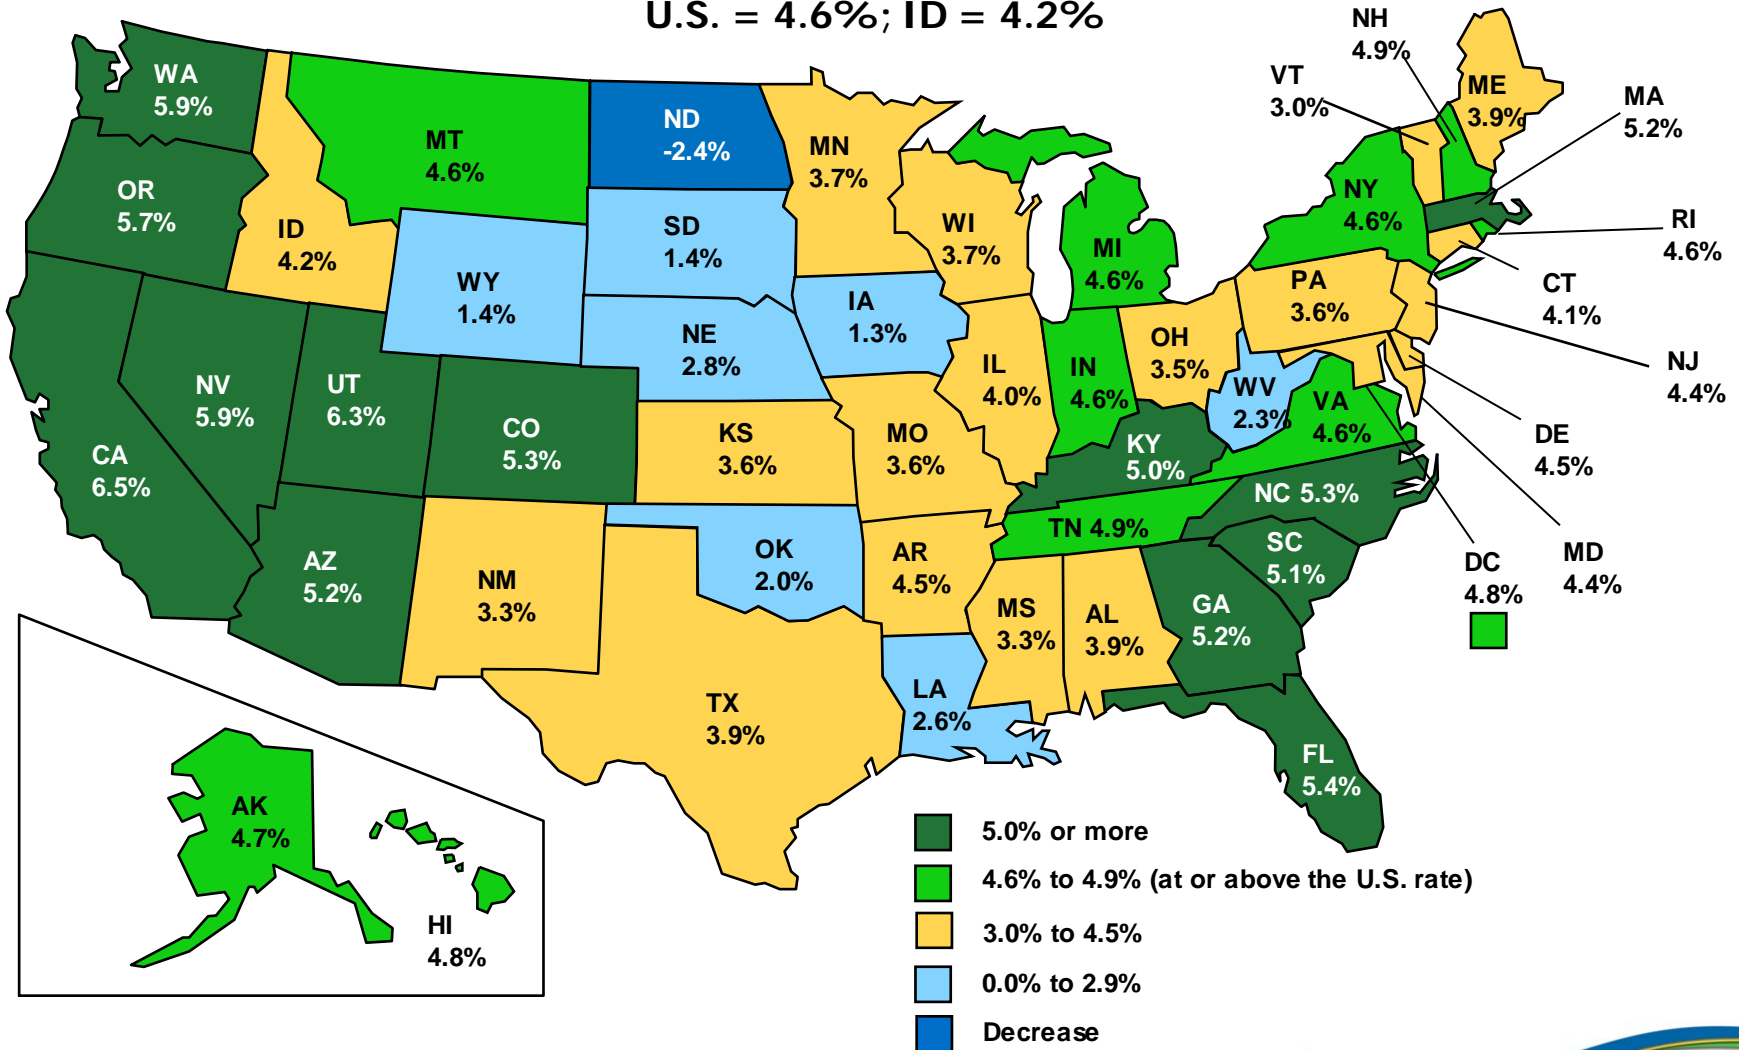 U.S. = 4.6%; ID = 4.2%
NH
4.9%
VT
3.0%
ME
3.9%
MA
5.2%
WA
5.9%
MT
4.6%
ND
-2.4%
MN
3.7%
OR
5.7%
ID
4.2%
SD
1.4%
WI
3.7%
MI
4.6%
NY
4.6%
RI
4.6%
WY
1.4%
IA
1.3%
PA
3.6%
CT
4.1%
NE
2.8%
OH
3.5%
IL
4.0%
IN
4.6%
NJ
4.4%
NV
5.9%
UT
6.3%
WV
2.3%
VA
4.6%
CO
5.3%
KS
3.6%
MO
3.6%
KY
5.0%
DE
4.5%
CA
6.5%
NC 5.3%
TN 4.9%
AZ
5.2%
NM
3.3%
OK
2.0%
AR
4.5%
SC
5.1%
DC
4.8%
MD
4.4%
MS
3.3%
AL
3.9%
GA
5.2%
TX
3.9%
LA
2.6%
FL
5.4%
AK
4.7%
HI
4.8%
5.0% or more
4.6% to 4.9% (at or above the U.S. rate)
3.0% to 4.5%
0.0% to 2.9%
Decrease